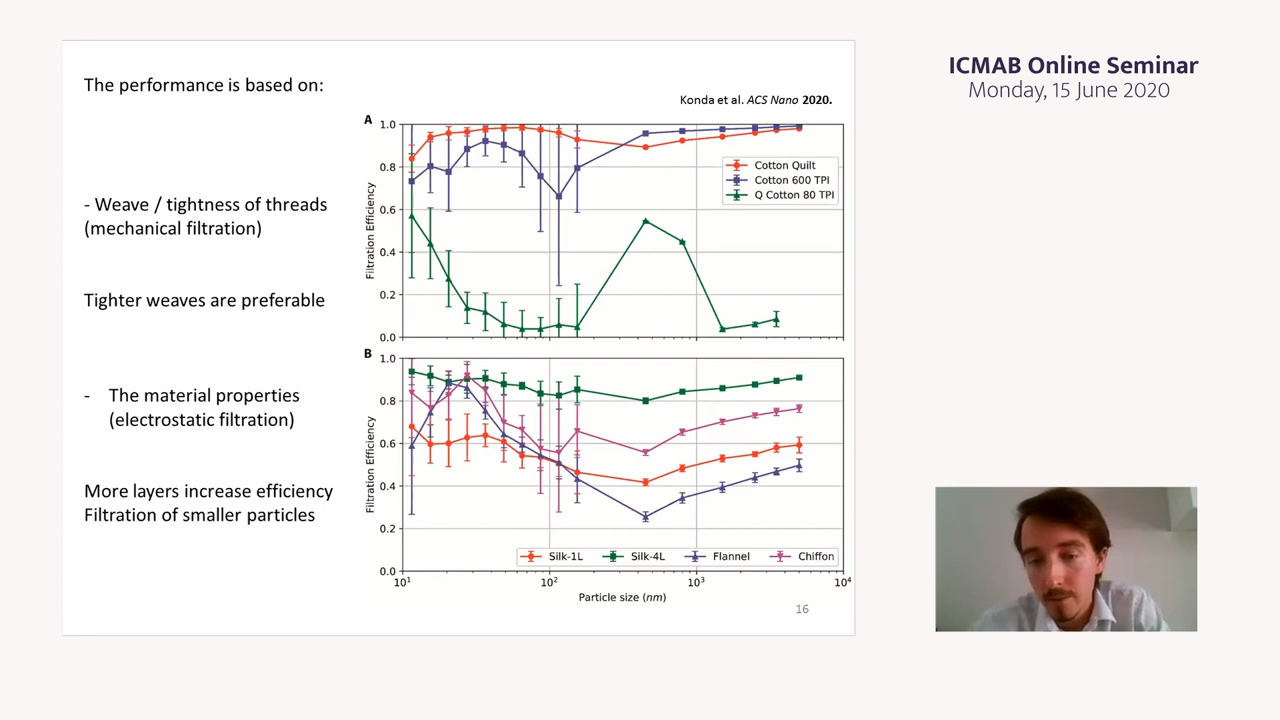 The performance is based on:
- Weave / tightness of threads
(mechanical filtration)
Tighter weaves are preferable
- The material properties
(electrostatic filtration)
More layers increase efficiency
Filtration of smaller particles
Konda et al. ACS Nano 2020.
A
1.0
0.8
0.6
0.4
0.2
0.0
Filtration Efficiency
Cotton Quilt
Cotton 600 TPI
Q Cotton 80 TPI
B
1.0
0.8
0.6
0.4
0.2
0.0
Filtration Efficiency
Silk-1L Silk-4L Flannel Chiffon
10¹ 10² 10³ 10⁴
Particle size (nm)
16
ICMAB Online Seminar
Monday, 15 June 2020